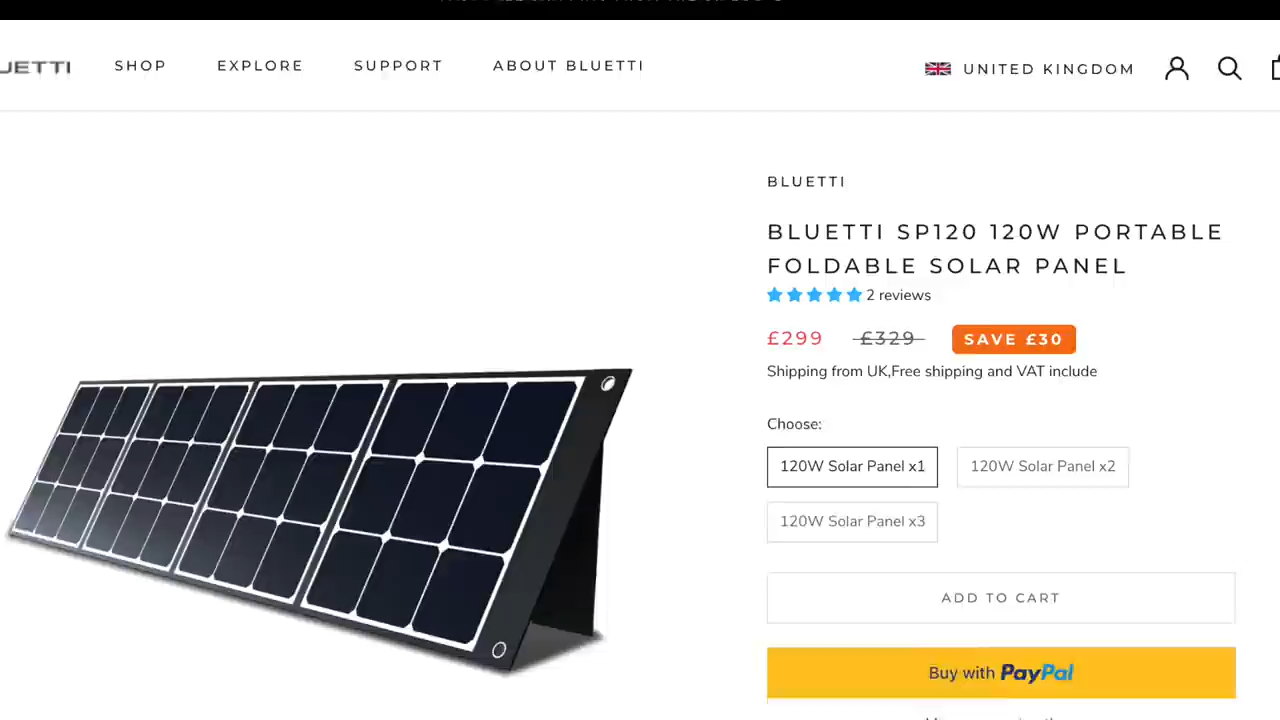 SHOP EXPLORE SUPPORT ABOUT BLUETTI UNITED KINGDOM
BLUETTI
BLUETTI SP120 120W PORTABLE
FOLDABLE SOLAR PANEL
2 reviews
£299 £329 SAVE £30
Shipping from UK,Free shipping and VAT include
Choose:
120W Solar Panel x1 120W Solar Panel x2
120W Solar Panel x3
ADD TO CART
Buy with PayPal